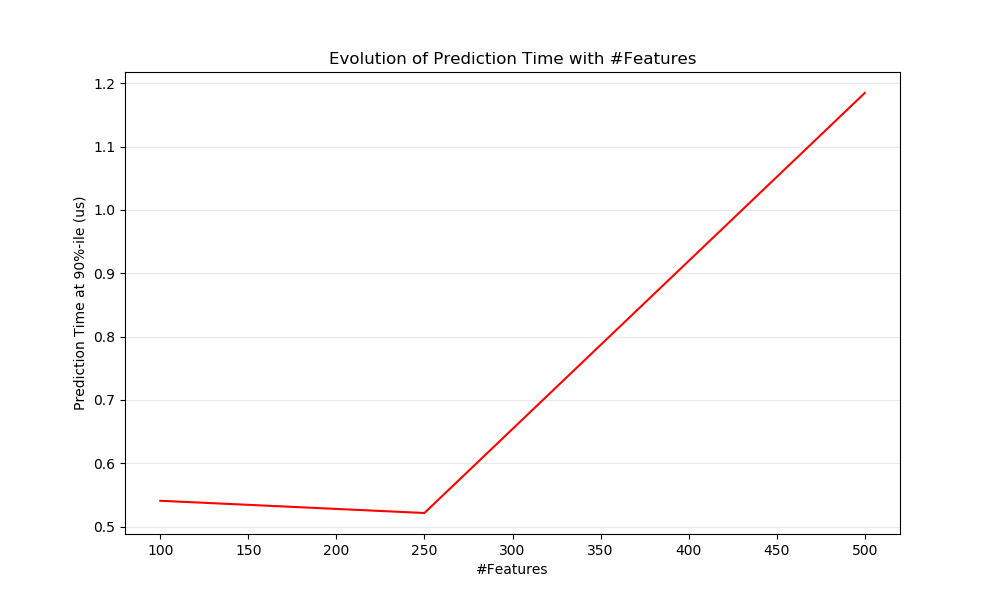 Evolution of Prediction Time with #Features
Prediction Time at 90%-ile (us)
1.2
1.1
1.0
0.9
0.8
0.7
0.6
0.5
100 150 200 250 300 350 400 450 500
#Features